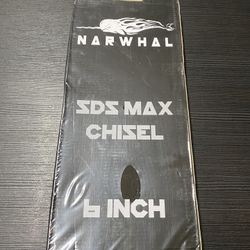 NARWHAL
SDS MAX
CHISEL
6 INCH